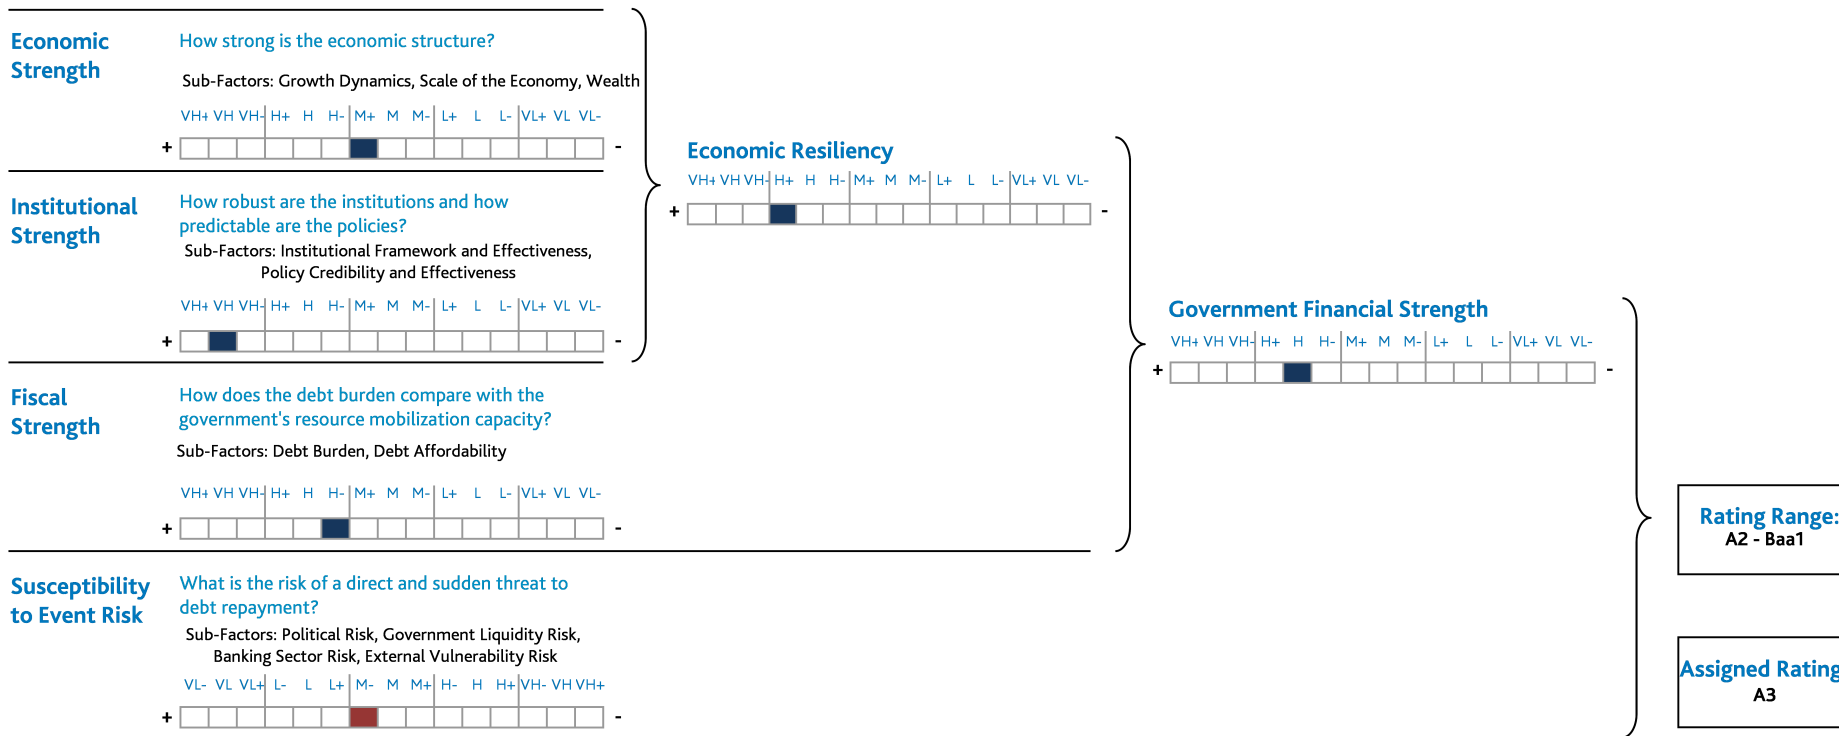 Economic
Strength
How strong is the economic structure?
Sub-Factors: Growth Dynamics, Scale of the Economy, Wealth
VH+ VH VH- H+ H H- M+ M M- L+ L L- VL+ VL VL-
+ -
Institutional
Strength
How robust are the institutions and how
predictable are the policies?
Sub-Factors: Institutional Framework and Effectiveness,
Policy Credibility and Effectiveness
VH+ VH VH- H+ H H- M+ M M- L+ L L- VL+ VL VL-
+ -
Economic Resiliency
VH+ VH VH- H+ H H- M+ M M- L+ L L- VL+ VL VL-
+ -
Fiscal
Strength
How does the debt burden compare with the
government's resource mobilization capacity?
Sub-Factors: Debt Burden, Debt Affordability
VH+ VH VH- H+ H H- M+ M M- L+ L L- VL+ VL VL-
+ -
Government Financial Strength
VH+ VH VH- H+ H H- M+ M M- L+ L L- VL+ VL VL-
+ -
Susceptibility
to Event Risk
What is the risk of a direct and sudden threat to
debt repayment?
Sub-Factors: Political Risk, Government Liquidity Risk,
Banking Sector Risk, External Vulnerability Risk
VL- VL VL+ L- L L+ M- M M+ H- H H+ VH- VH VH+
+ -
Rating Range:
A2 - Baa1
Assigned Rating
A3